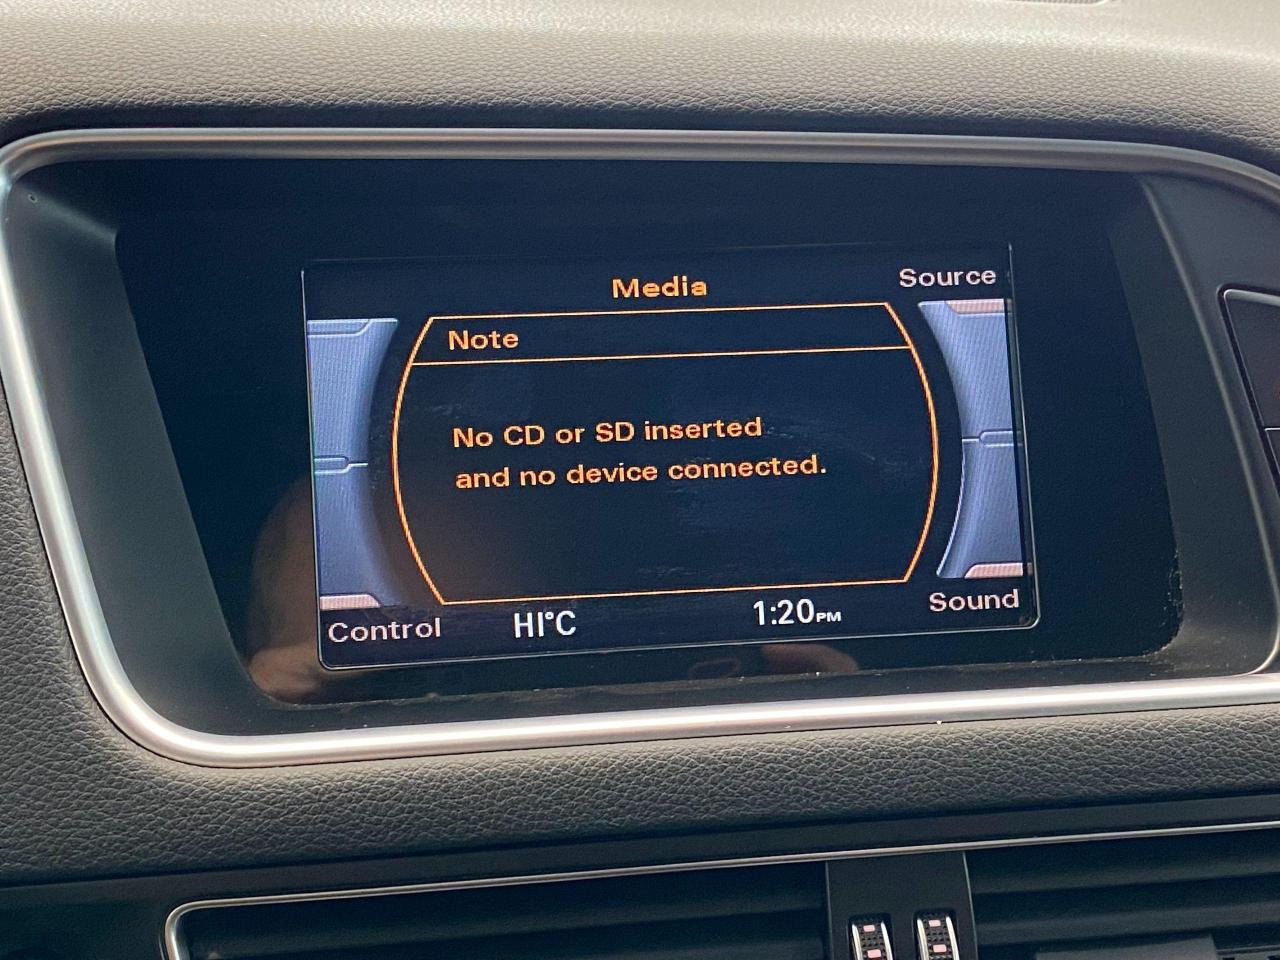 Media
Source
Note
No CD or SD inserted
and no device connected.
Control
HI°C
1:20PM
Sound